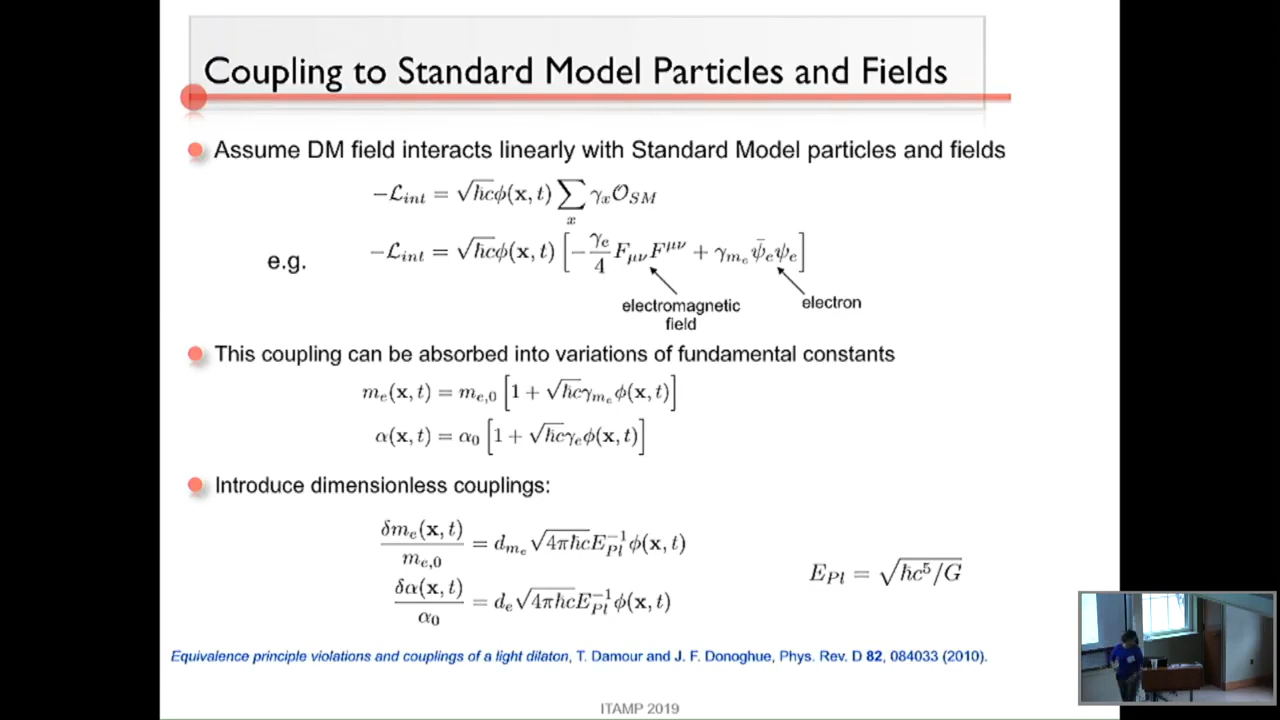 Coupling to Standard Model Particles and Fields
Assume DM field interacts linearly with Standard Model particles and fields
−ℒ_int = √ħc ϕ(x, t) ∑_x γ_x 𝒪_SM
e.g.
−ℒ_int = √ħc ϕ(x, t) [−γ_e/4 F_μν F^μν + γ_m_e ψ̄_e ψ_e]
electromagnetic
field
electron
This coupling can be absorbed into variations of fundamental constants
m_e(x, t) = m_e,0 [1 + √ħc γ_m_e ϕ(x, t)]
α(x, t) = α_0 [1 + √ħc γ_e ϕ(x, t)]
Introduce dimensionless couplings:
δm_e(x, t)/m_e,0 = d_m_e √4πħc E_Pl^−1 ϕ(x, t)
δα(x, t)/α_0 = d_e √4πħc E_Pl^−1 ϕ(x, t)
E_Pl = √ħc^5/G
Equivalence principle violations and couplings of a light dilaton, T. Damour and J. F. Donoghue, Phys. Rev. D 82, 084033 (2010).
ITAMP 2019